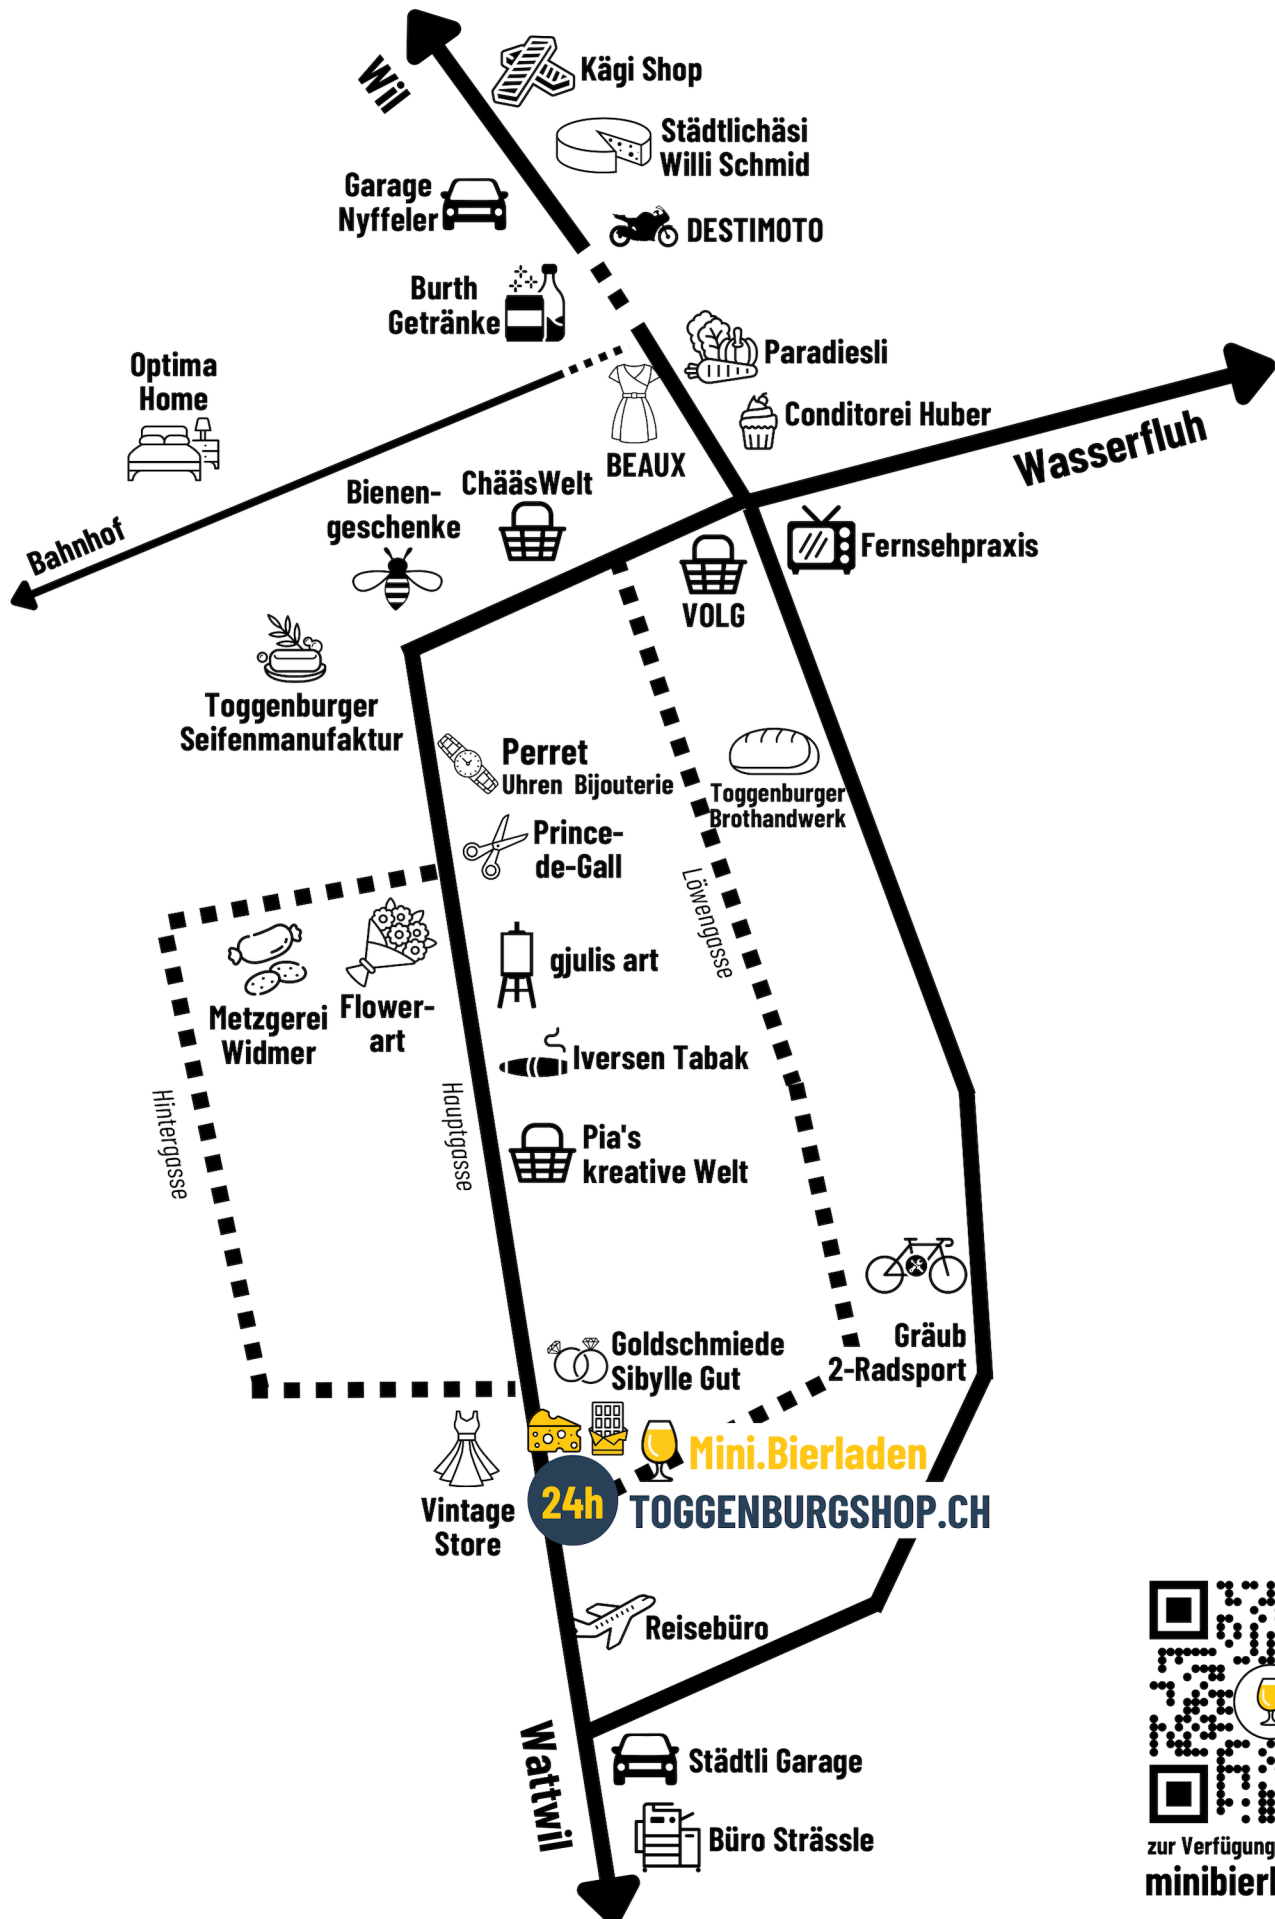 Wil
Kägi Shop
Städtlichäsi
Willi Schmid
Garage
Nyffeler
DESTIMOTO
Burth
Getränke
Paradiesli
Optima
Home
Conditorei Huber
Wasserfluh
BEAUX
ChääsWelt
Bienen-
geschenke
Bahnhof
Fernsehpraxis
VOLG
Toggenburger
Seifenmanufaktur
Perret
Uhren Bijouterie
Toggenburger
Brothandwerk
Prince-
de-Gall
Löwengasse
gjulis art
Flower-
art
Metzgerei
Widmer
Iversen Tabak
Hintergasse
Hauptgasse
Pia's
kreative Welt
Goldschmiede
Sibylle Gut
Gräub
2-Radsport
Mini.Bierladen
24h
TOGGENBURGSHOP.CH
Vintage
Store
Reisebüro
Wattwil
Städtli Garage
Büro Strässle
zur Verfügung